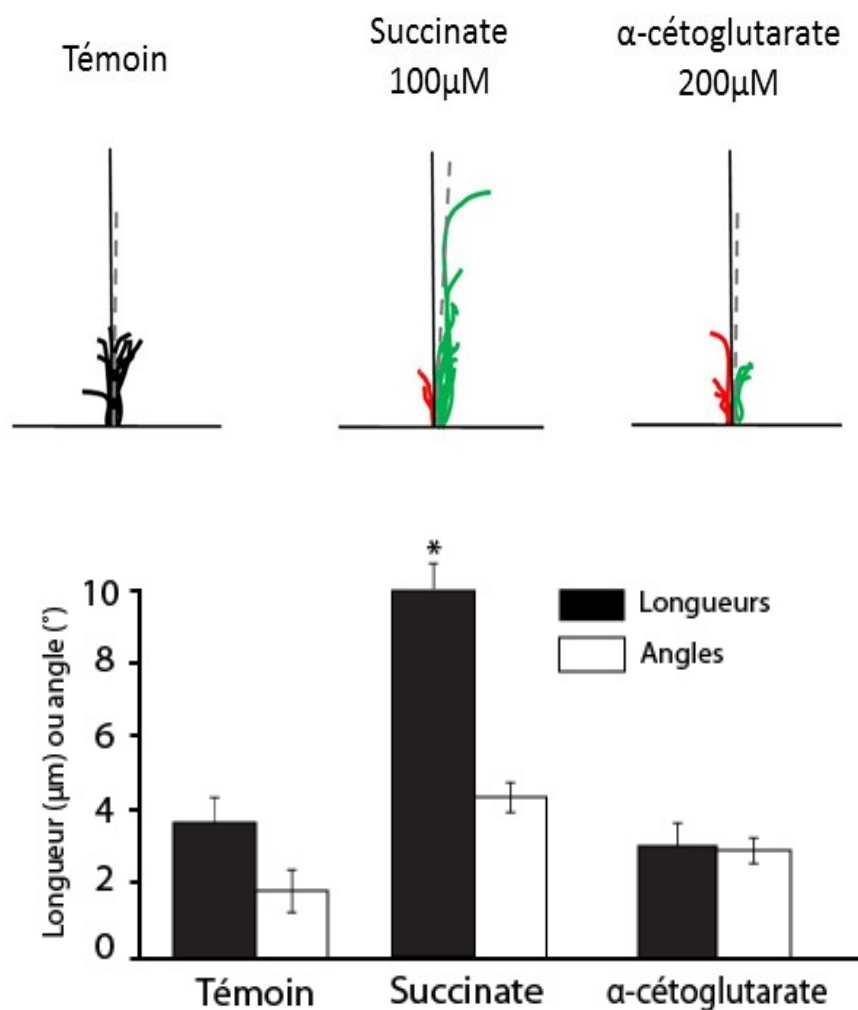 Témoin
Succinate
100µM
α-cétoglutarate
200µM
*
Longueur (µm) ou angle (°)
10
8
6
4
2
0
Longueurs
Angles
Témoin
Succinate
α-cétoglutarate